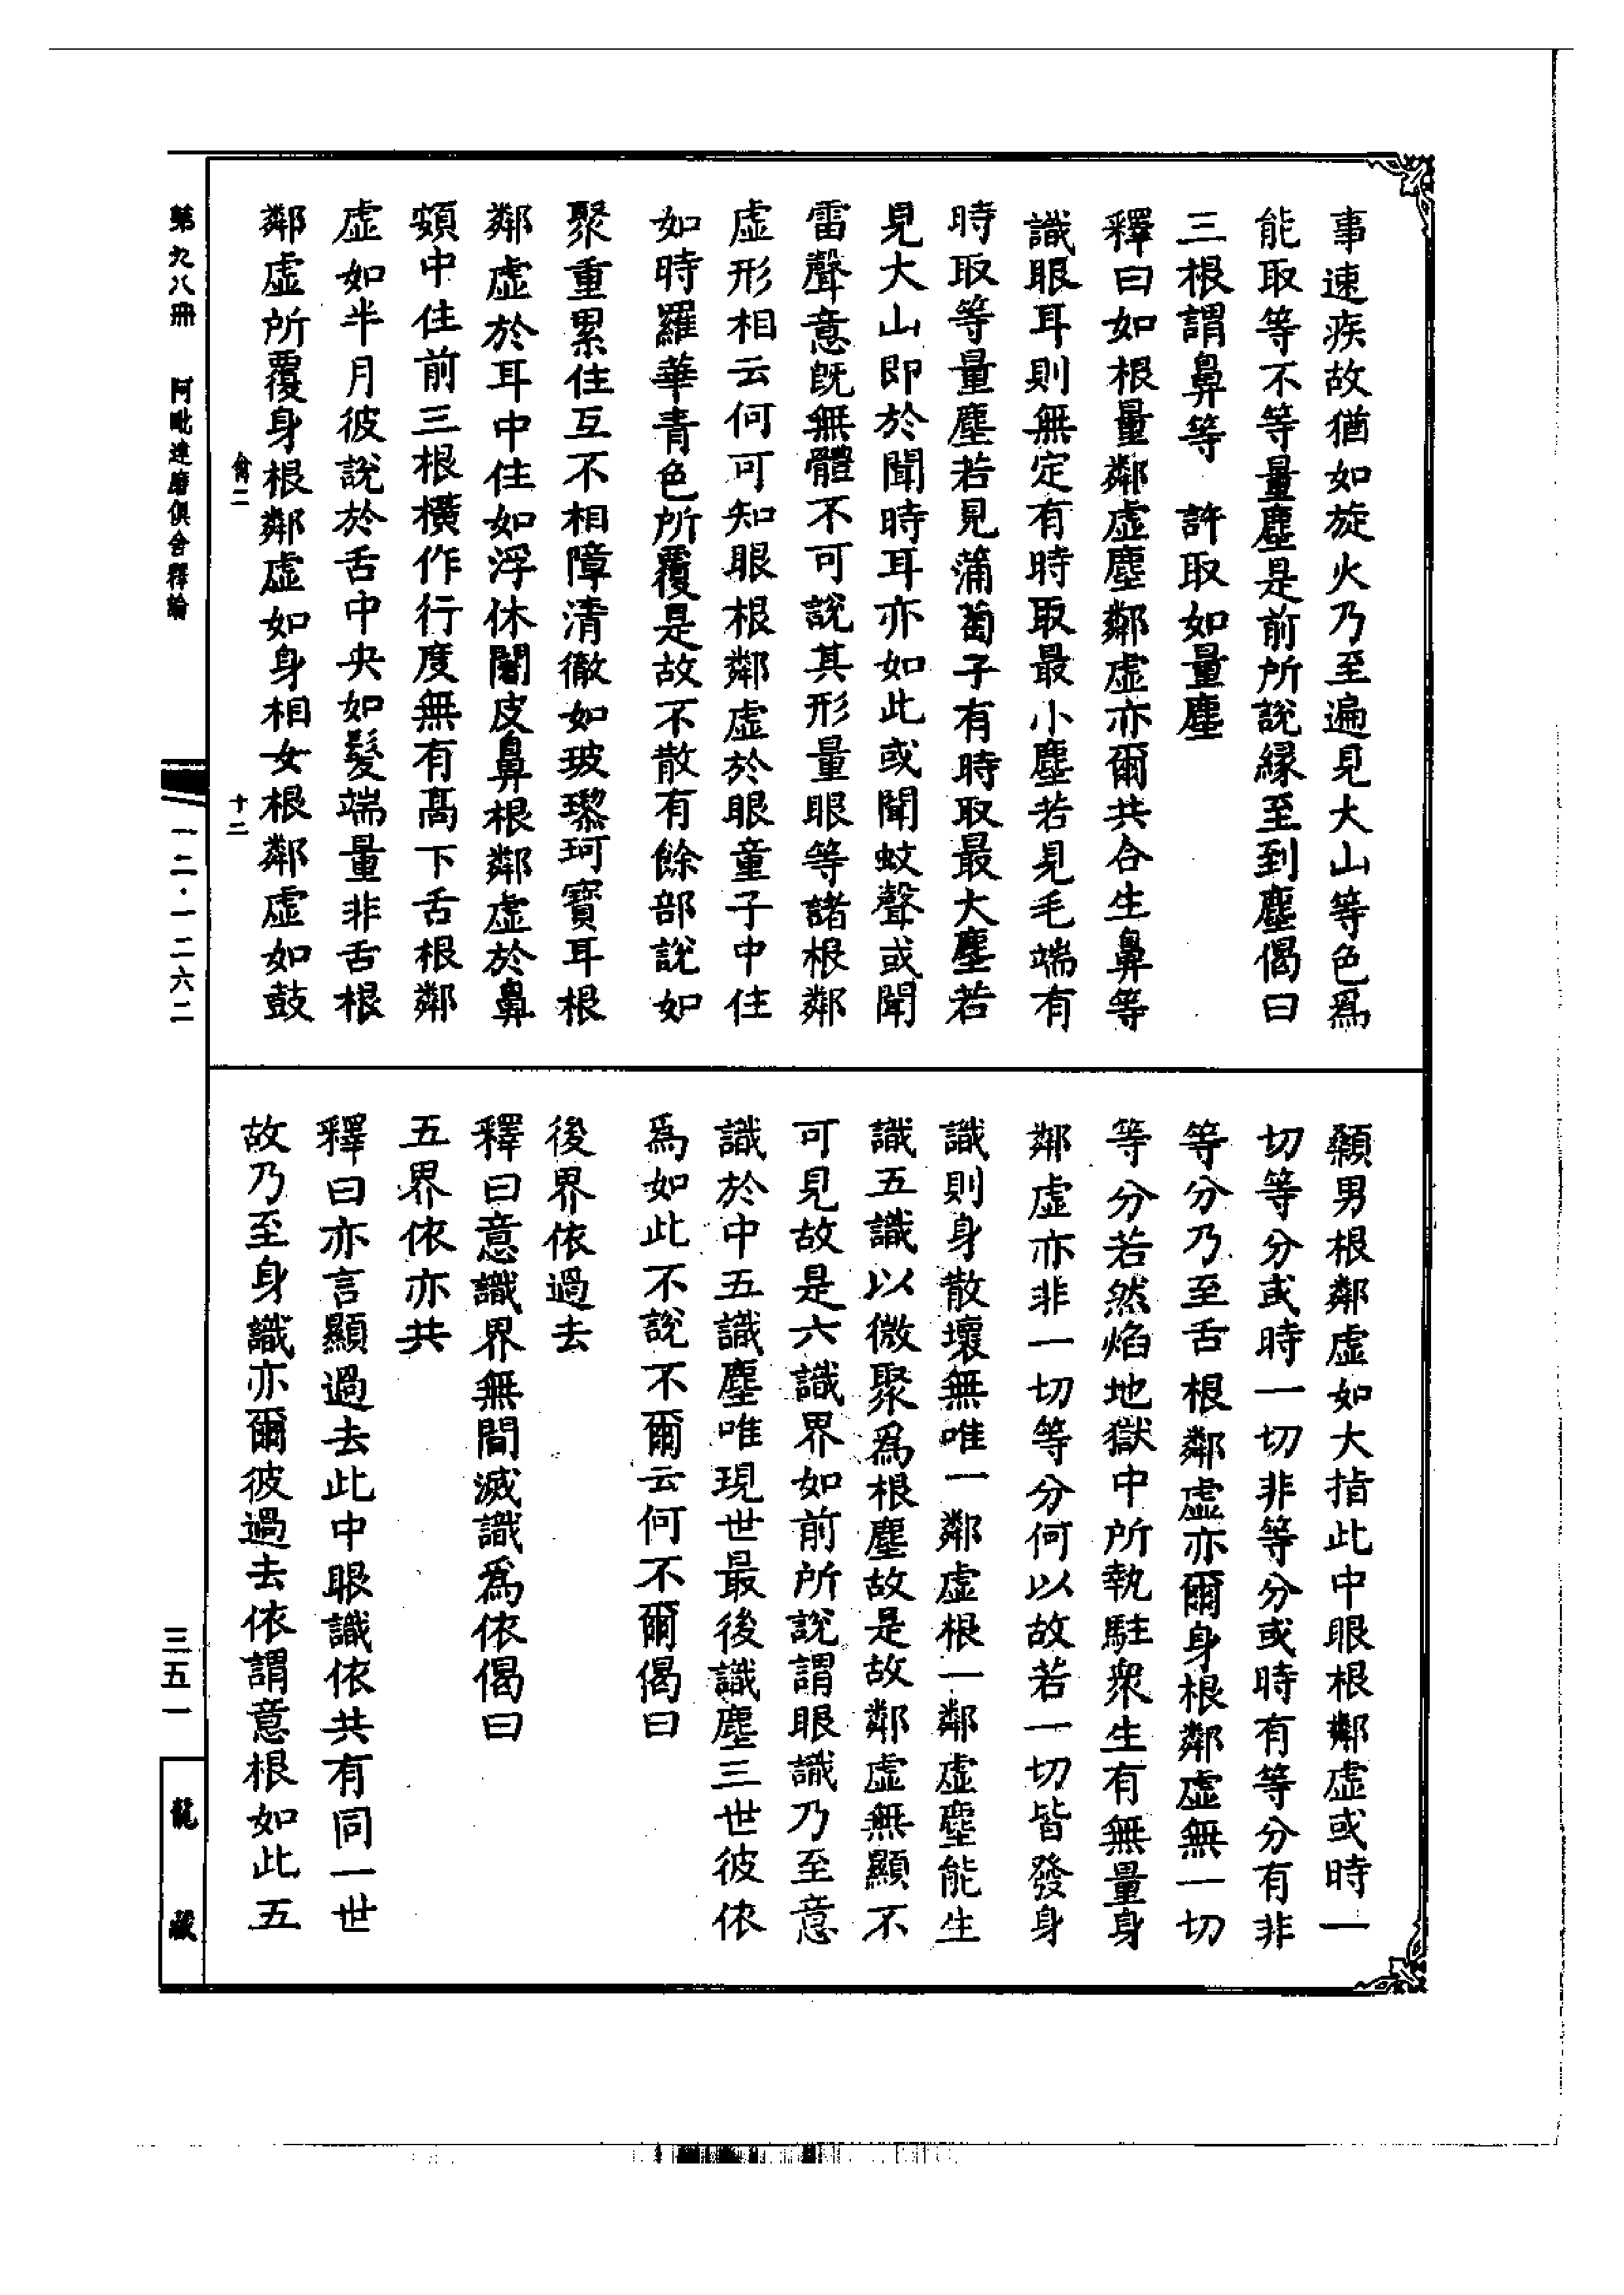 事速疾故猶如旋火乃至遍見大山等色爲
能取等不等量塵是前所說縁至到塵偈曰
三根謂鼻等　許取如量塵
釋曰如根量鄰虛塵鄰虛亦爾共合生鼻等
識眼耳則無定有時取最小塵若見毛端有
時取等量塵若見蒲萄子有時取最大塵若
見大山即於聞時耳亦如此或聞蚊聲或聞
雷聲意旣無體不可說其形量眼等諸根鄰
虛形相云何可知眼根鄰虛於眼童子中住
如時羅華青色所覆是故不散有餘部說如
聚重累住互不相障清徹如玻瓈珂寶耳根
鄰虛於耳中住如浮休闍皮鼻根鄰虛於鼻
頞中住前三根橫作行度無有髙下舌根鄰
虛如半月彼說於舌中央如髮端量非舌根
鄰虛所覆身根鄰虛如身相女根鄰虛如鼓
顙男根鄰虛如大指此中眼根鄰虛或時一
切等分或時一切非等分或時有等分有非
等分乃至舌根鄰虛亦爾身根鄰虛無一切
等分若然焰地獄中所執駐衆生有無量身
鄰虛亦非一切等分何以故若一切皆發身
識則身散壞無唯一鄰虛根一鄰虛塵能生
識五識以微聚爲根塵故是故鄰虛無顯不
可見故是六識界如前所說謂眼識乃至意
識於中五識塵唯現世最後識塵三世彼依
爲如此不說不爾云何不爾偈曰
後界依過去
釋曰意識界無間滅識爲依偈曰
五界依亦共
釋曰亦言顯過去此中眼識依共有同一世
故乃至身識亦爾彼過去依謂意根如此五
禽二
十二
第九八冊　阿毗達磨俱舍釋論
一二·一二六二
三五一
龍藏